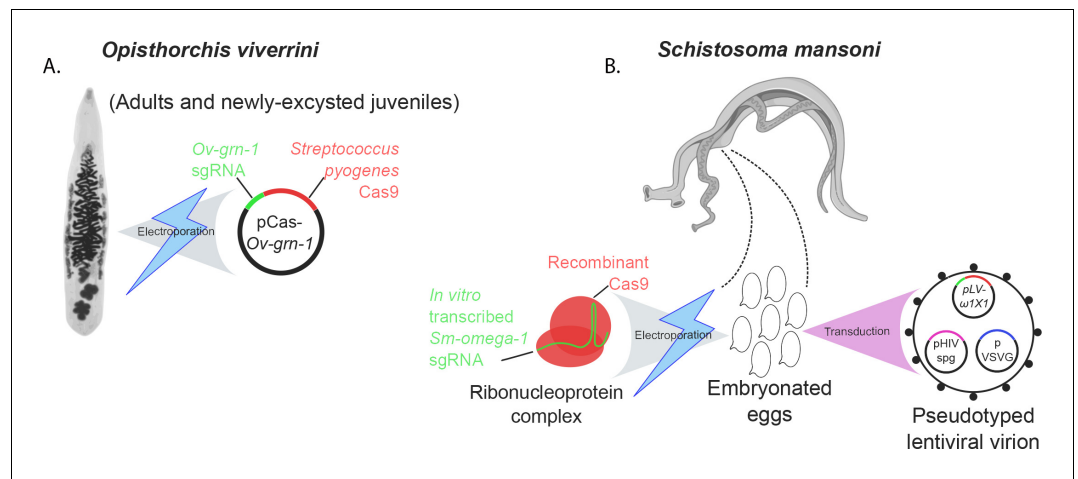 Opisthorchis viverrini
A.
(Adults and newly-excysted juveniles)
Ov-grn-1
sgRNA
Streptococcus
pyogenes
Cas9
Electroporation
pCas-
Ov-grn-1
Schistosoma mansoni
B.
Recombinant
Cas9
In vitro
transcribed
Sm-omega-1
sgRNA
Ribonucleoprotein
complex
Electroporation
Embryonated
eggs
Transduction
pLV-
ω1X1
pHIV
spg
p
VSVG
Pseudotyped
lentiviral virion